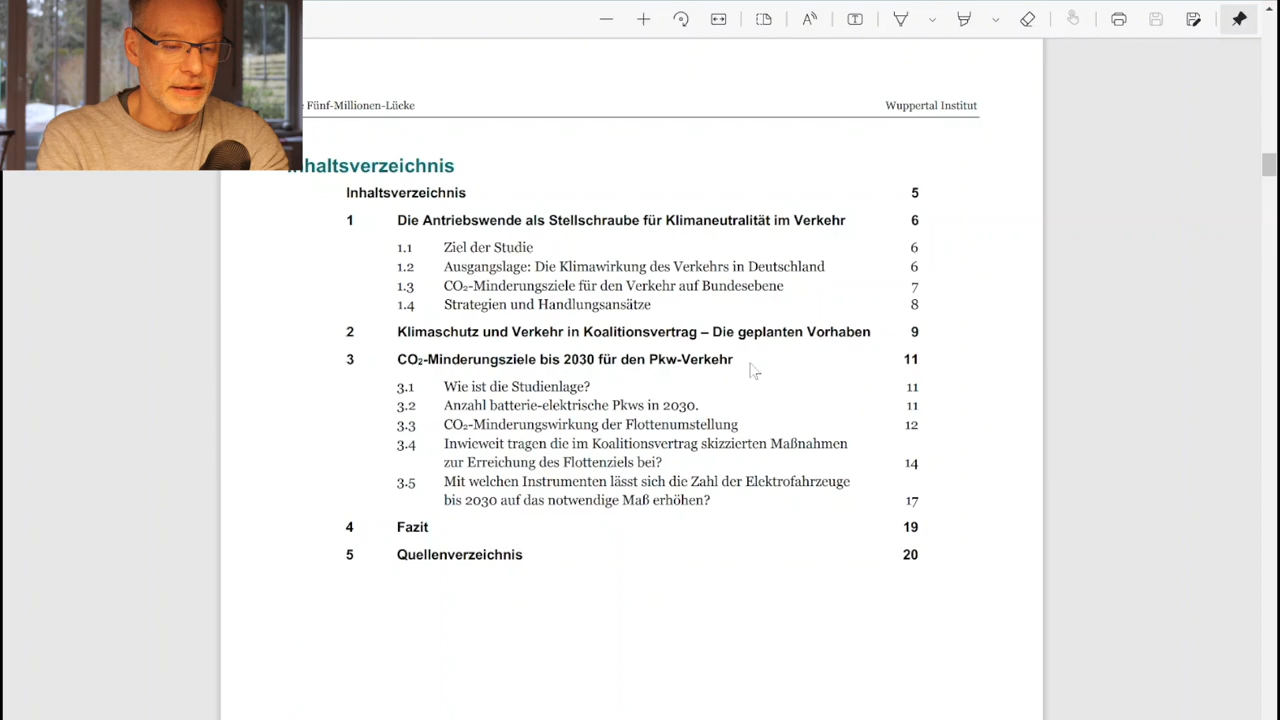 Fünf-Millionen-Lücke
Wuppertal Institut
haltsverzeichnis
Inhaltsverzeichnis 5
1 Die Antriebswende als Stellschraube für Klimaneutralität im Verkehr 6
1.1 Ziel der Studie 6
1.2 Ausgangslage: Die Klimawirkung des Verkehrs in Deutschland 6
1.3 CO₂-Minderungsziele für den Verkehr auf Bundesebene 7
1.4 Strategien und Handlungsansätze 8
2 Klimaschutz und Verkehr in Koalitionsvertrag – Die geplanten Vorhaben 9
3 CO₂-Minderungsziele bis 2030 für den Pkw-Verkehr 11
3.1 Wie ist die Studienlage? 11
3.2 Anzahl batterie-elektrische Pkws in 2030. 11
3.3 CO₂-Minderungswirkung der Flottenumstellung 12
3.4 Inwieweit tragen die im Koalitionsvertrag skizzierten Maßnahmen
zur Erreichung des Flottenziels bei? 14
3.5 Mit welchen Instrumenten lässt sich die Zahl der Elektrofahrzeuge
bis 2030 auf das notwendige Maß erhöhen? 17
4 Fazit 19
5 Quellenverzeichnis 20